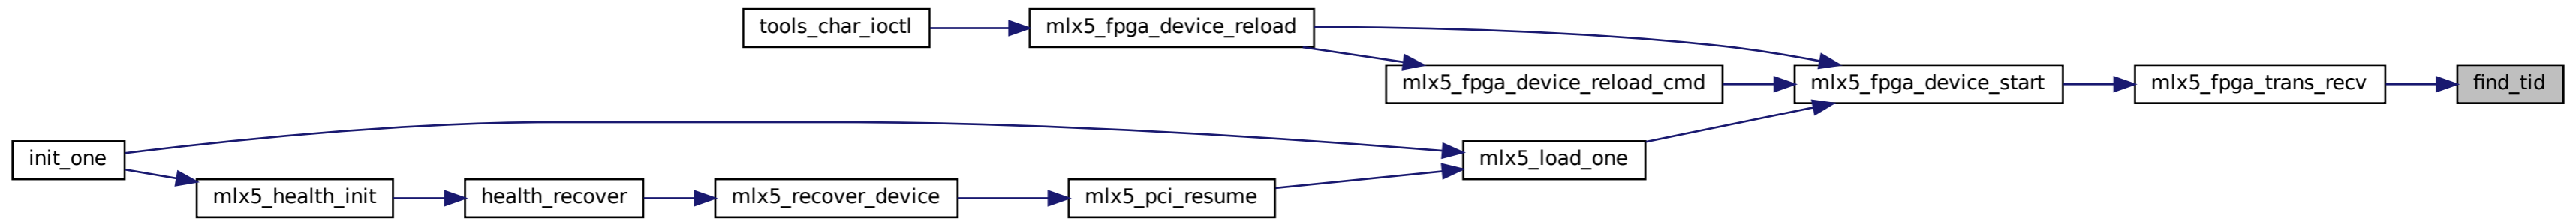 tools_char_ioctl
mlx5_fpga_device_reload
mlx5_fpga_device_reload_cmd
mlx5_fpga_device_start
mlx5_fpga_trans_recv
find_tid
init_one
mlx5_load_one
mlx5_health_init
health_recover
mlx5_recover_device
mlx5_pci_resume